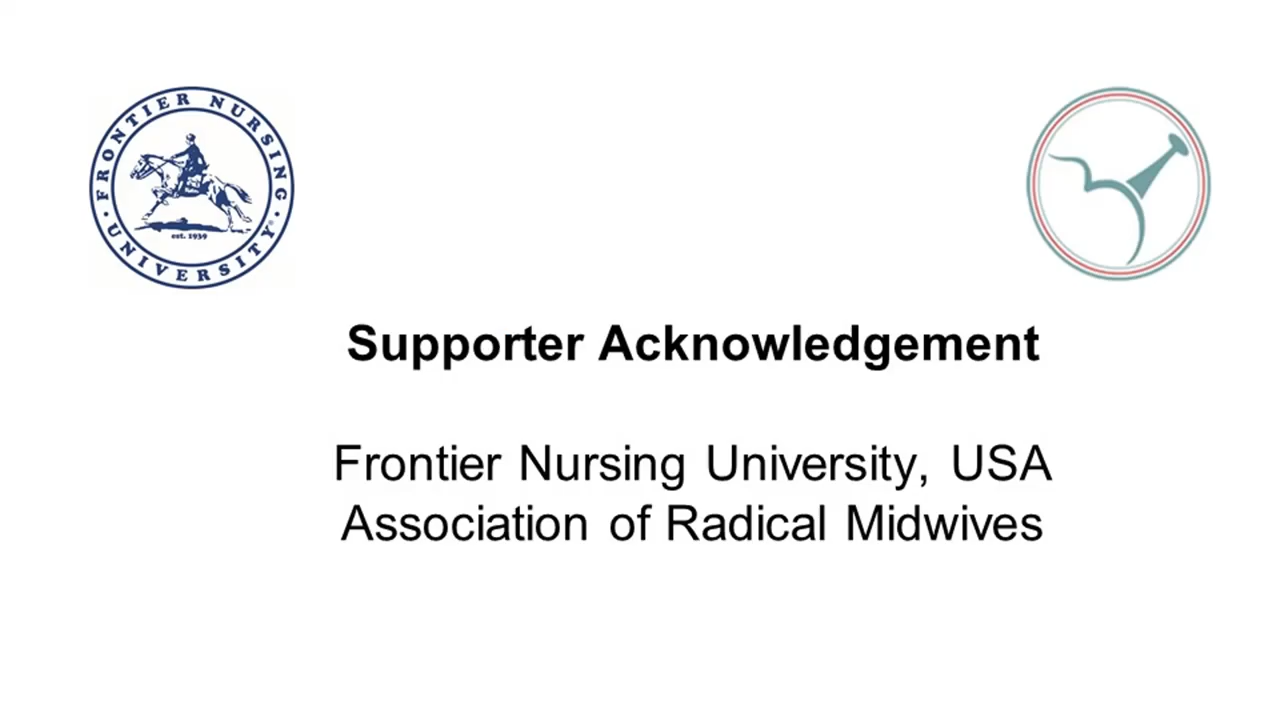 FRONTIER NURSING
UNIVERSITY
est. 1939
Supporter Acknowledgement
Frontier Nursing University, USA
Association of Radical Midwives